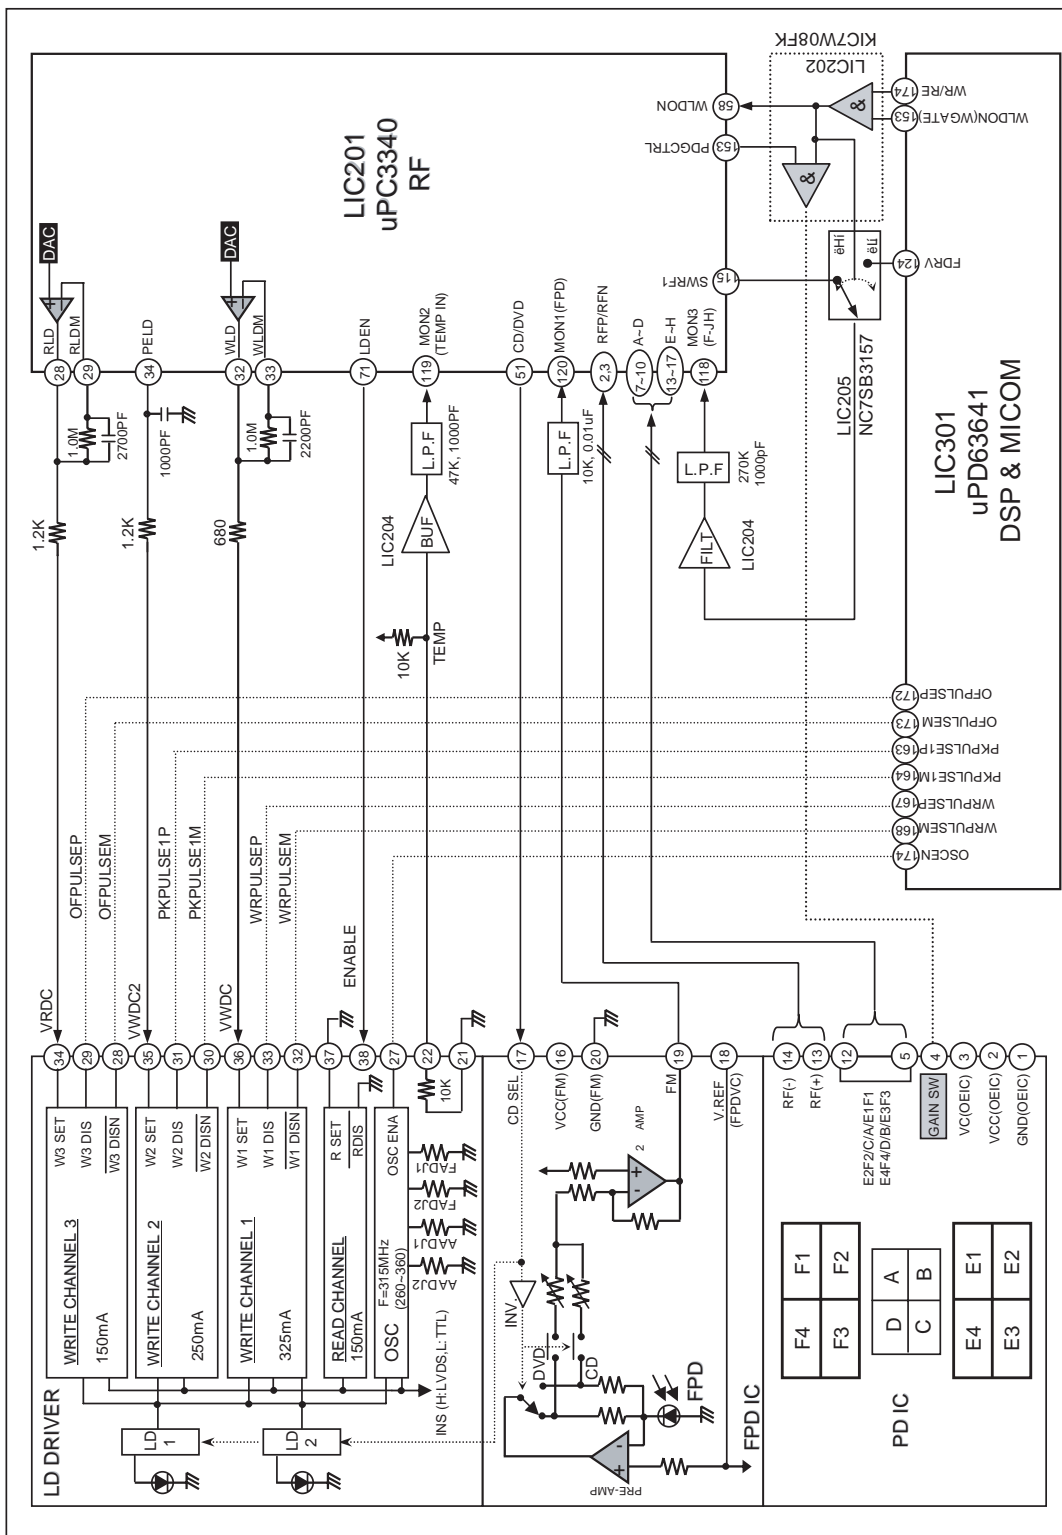 LD DRIVER
LD
1
LD
2
WRITE CHANNEL 3
150mA
W3 SET
W3 DIS
W3 DISN
WRITE CHANNEL 2
250mA
W2 SET
W2 DIS
W2 DISN
WRITE CHANNEL 1
325mA
W1 SET
W1 DIS
W1 DISN
READ CHANNEL
150mA
R SET
RDIS
OSC
F=315MHz
(260~360)
OSC ENA
FADJ1
FADJ2
AADJ1
AADJ2
INS (H:LVDS,L: TTL)
34
29
28
35
31
30
36
33
32
37
38
27
22
21
10K
VRDC
OFPULSEP
OFPULSEM
VWDC2
PKPULSE1P
PKPULSE1M
VWDC
WRPULSEP
WRPULSEM
ENABLE
1.2K
1.2K
680
10K
TEMP
1.0M
2700PF
1000PF
1.0M
2200PF
LIC204
BUF
L.P.F
47K, 1000PF
28
29
34
32
33
71
119
51
120
2,3
7~10
13~17
118
RLD
RLDM
PELD
WLD
WLDM
LDEN
MON2
(TEMP IN)
CD/DVD
MON1(FPD)
RFP/RFN
A~D
E~H
MON3
(F-JH)
DAC
DAC
LIC201
uPC3340
RF
WLDON
58
PDGCTRL
153
SWRF1
115
L.P.F
10K, 0.01uF
L.P.F
270K
1000pF
FILT
LIC204
FPD IC
PRE-AMP
+
-
FPD
DVD
CD
INV.
+
-
2
AMP
CD SEL
17
VCC(FM)
16
GND(FM)
20
FM
19
V.REF
(FPDVC)
18
PD IC
F4
F1
F3
F2
D
A
C
B
E4
E1
E3
E2
RF(-)
14
RF(+)
13
E2F2/C/A/E1F1
E4F4/D/B/E3F3
12
5
GAIN SW
4
VC(OEIC)
3
VCC(OEIC)
2
GND(OEIC)
1
KIC7W08FK
LIC202
&
&
LIC205
NC7SB3157
ëHí
ëLí
LIC301
uPD63641
DSP & MICOM
174
WR/RE
153
WLDON(WGATE)
124
FDRV
172
OFPULSEP
173
OFPULSEM
163
PKPULSE1P
164
PKPULSE1M
167
WRPULSEP
168
WRPULSEM
174
OSCEN